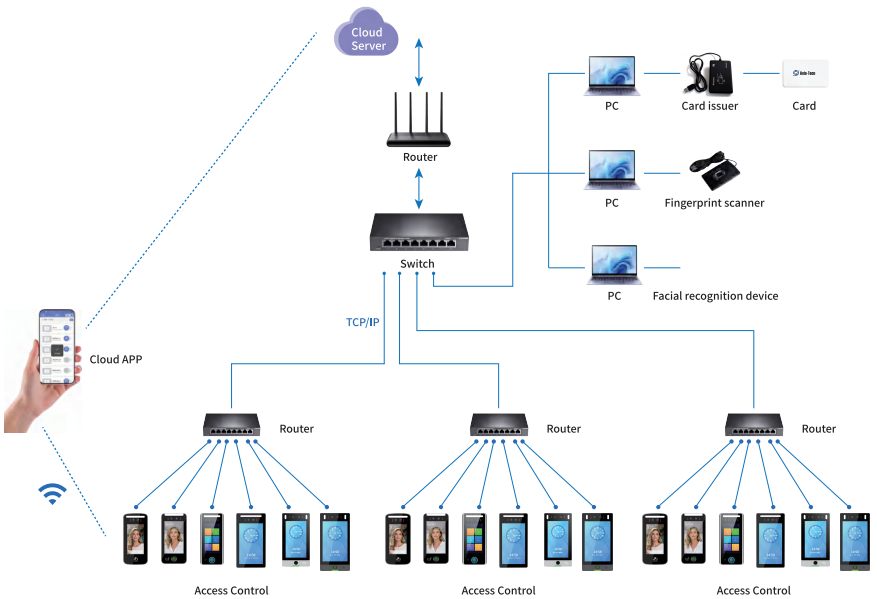 Cloud
Server
Router
Switch
PC
Card issuer
Card
PC
Fingerprint scanner
PC
Facial recognition device
TCP/IP
Cloud APP
Router
Router
Router
Access Control
Access Control
Access Control